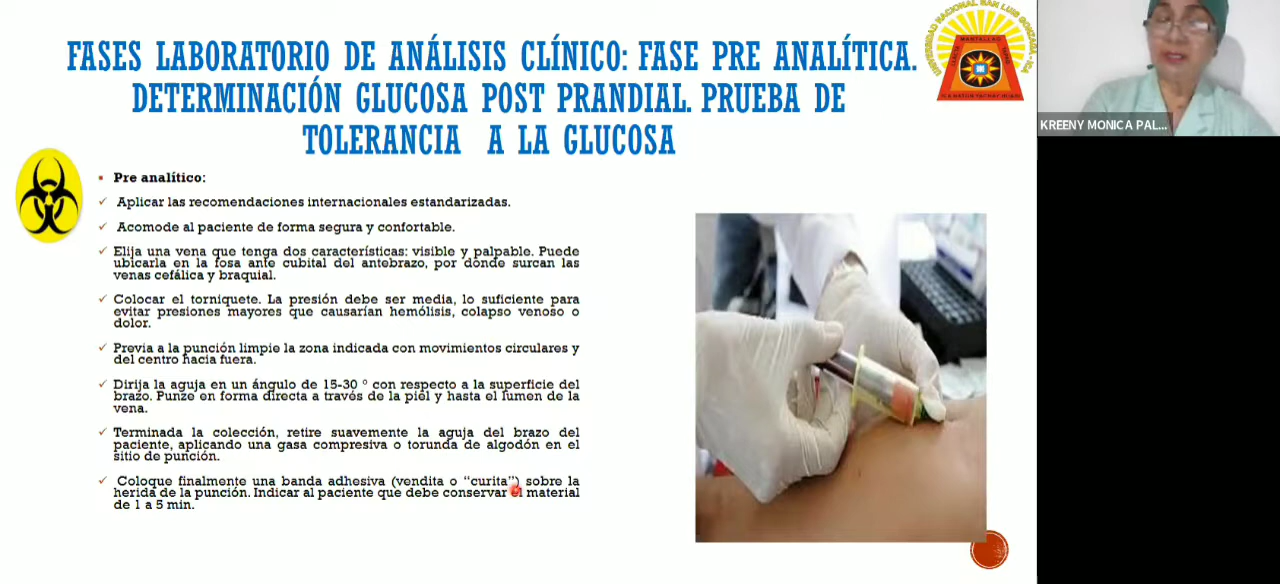 FASES LABORATORIO DE ANÁLISIS CLÍNICO: FASE PRE ANALÍTICA.
DETERMINACIÓN GLUCOSA POST PRANDIAL. PRUEBA DE
TOLERANCIA A LA GLUCOSA
UNIVERSIDAD NACIONAL SAN LUIS GONZAGA - ICA
KREENY MONICA PAL...
Pre analítico:
Aplicar las recomendaciones internacionales estandarizadas.
Acomode al paciente de forma segura y confortable.
Elija una vena que tenga dos características: visible y palpable. Puede
ubicarla en la fosa ante cubital del antebrazo, por donde surcan las
venas cefálica y braquial.
Colocar el torniquete. La presión debe ser media, lo suficiente para
evitar presiones mayores que causarían hemólisis, colapso venoso o
dolor.
Previa a la punción limpie la zona indicada con movimientos circulares y
del centro hacia fuera.
Dirija la aguja en un ángulo de 15-30 º con respecto a la superficie del
brazo. Punze en forma directa a través de la piel y hasta el lumen de la
vena.
Terminada la colección, retire suavemente la aguja del brazo del
paciente, aplicando una gasa compresiva o torunda de algodón en el
sitio de punción.
Coloque finalmente una banda adhesiva (vendita o “curita”) sobre la
herida de la punción. Indicar al paciente que debe conservar el material
de 1 a 5 min.